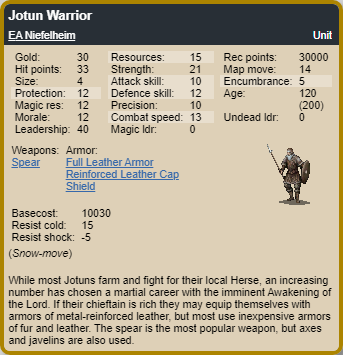 Jotun Warrior
EA Niefelheim Unit
Gold: 30 Resources: 15 Rec points: 30000
Hit points: 33 Strength: 21 Map move: 14
Size: 4 Attack skill: 10 Encumbrance: 5
Protection: 12 Defence skill: 12 Age: 120
Magic res: 12 Precision: 10 (200)
Morale: 12 Combat speed: 13 Undead ldr: 0
Leadership: 40 Magic ldr: 0
Weapons: Armor:
Spear Full Leather Armor
Reinforced Leather Cap
Shield
Basecost: 10030
Resist cold: 15
Resist shock: -5
(Snow-move)
While most Jotuns farm and fight for their local Herse, an increasing
number has chosen a martial career with the imminent Awakening of
the Lord. If their chieftain is rich they may equip themselves with
armors of metal-reinforced leather, but most use inexpensive armors
of fur and leather. The spear is the most popular weapon, but axes
and javelins are also used.